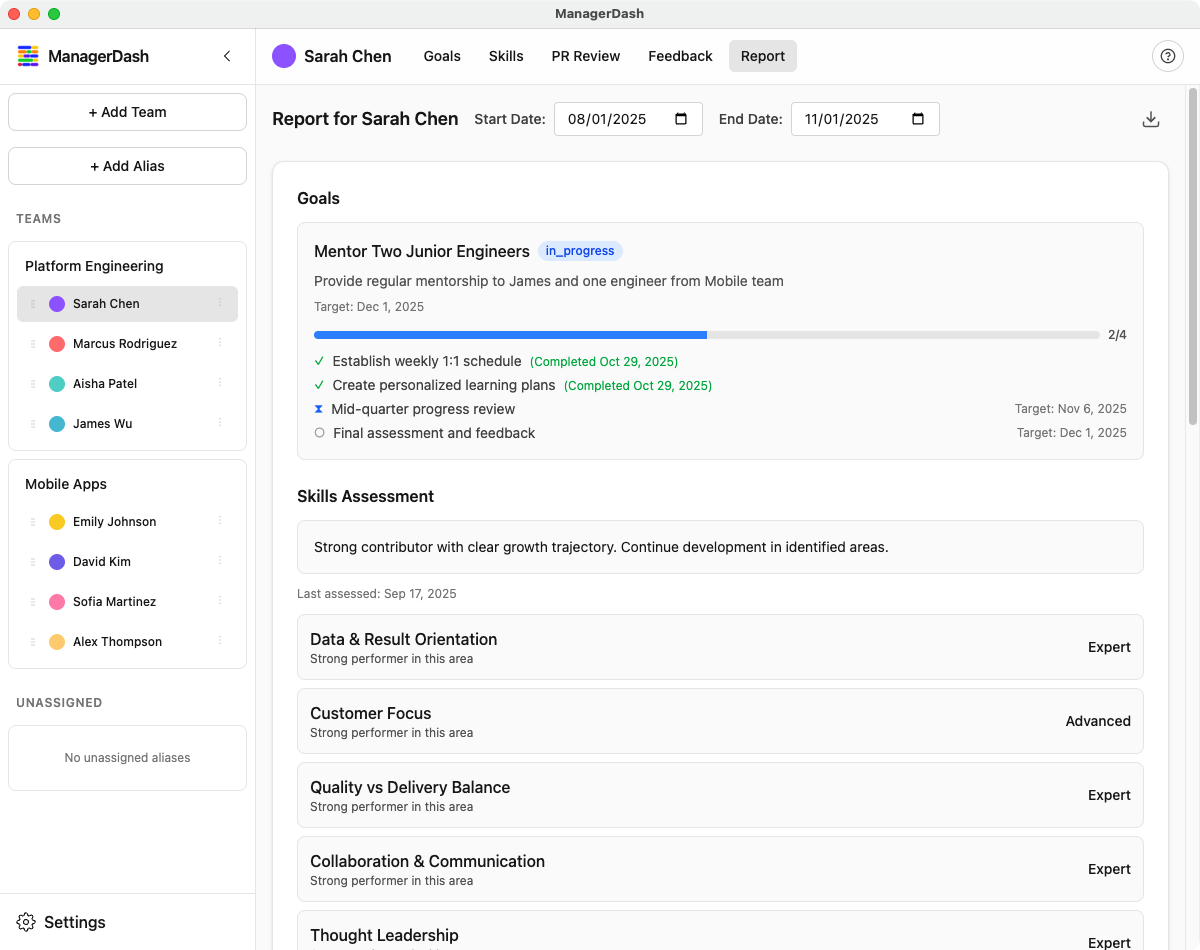 ManagerDash
ManagerDash
+ Add Team
+ Add Alias
TEAMS
Platform Engineering
Sarah Chen
Marcus Rodriguez
Aisha Patel
James Wu
Mobile Apps
Emily Johnson
David Kim
Sofia Martinez
Alex Thompson
UNASSIGNED
No unassigned aliases
Settings
Sarah Chen Goals Skills PR Review Feedback Report
Report for Sarah Chen Start Date: 08/01/2025 End Date: 11/01/2025
Goals
Mentor Two Junior Engineers in_progress
Provide regular mentorship to James and one engineer from Mobile team
Target: Dec 1, 2025
2/4
Establish weekly 1:1 schedule (Completed Oct 29, 2025)
Create personalized learning plans (Completed Oct 29, 2025)
Mid-quarter progress review Target: Nov 6, 2025
Final assessment and feedback Target: Dec 1, 2025
Skills Assessment
Strong contributor with clear growth trajectory. Continue development in identified areas.
Last assessed: Sep 17, 2025
Data & Result Orientation
Strong performer in this area
Expert
Customer Focus
Strong performer in this area
Advanced
Quality vs Delivery Balance
Strong performer in this area
Expert
Collaboration & Communication
Strong performer in this area
Expert
Thought Leadership
Expert